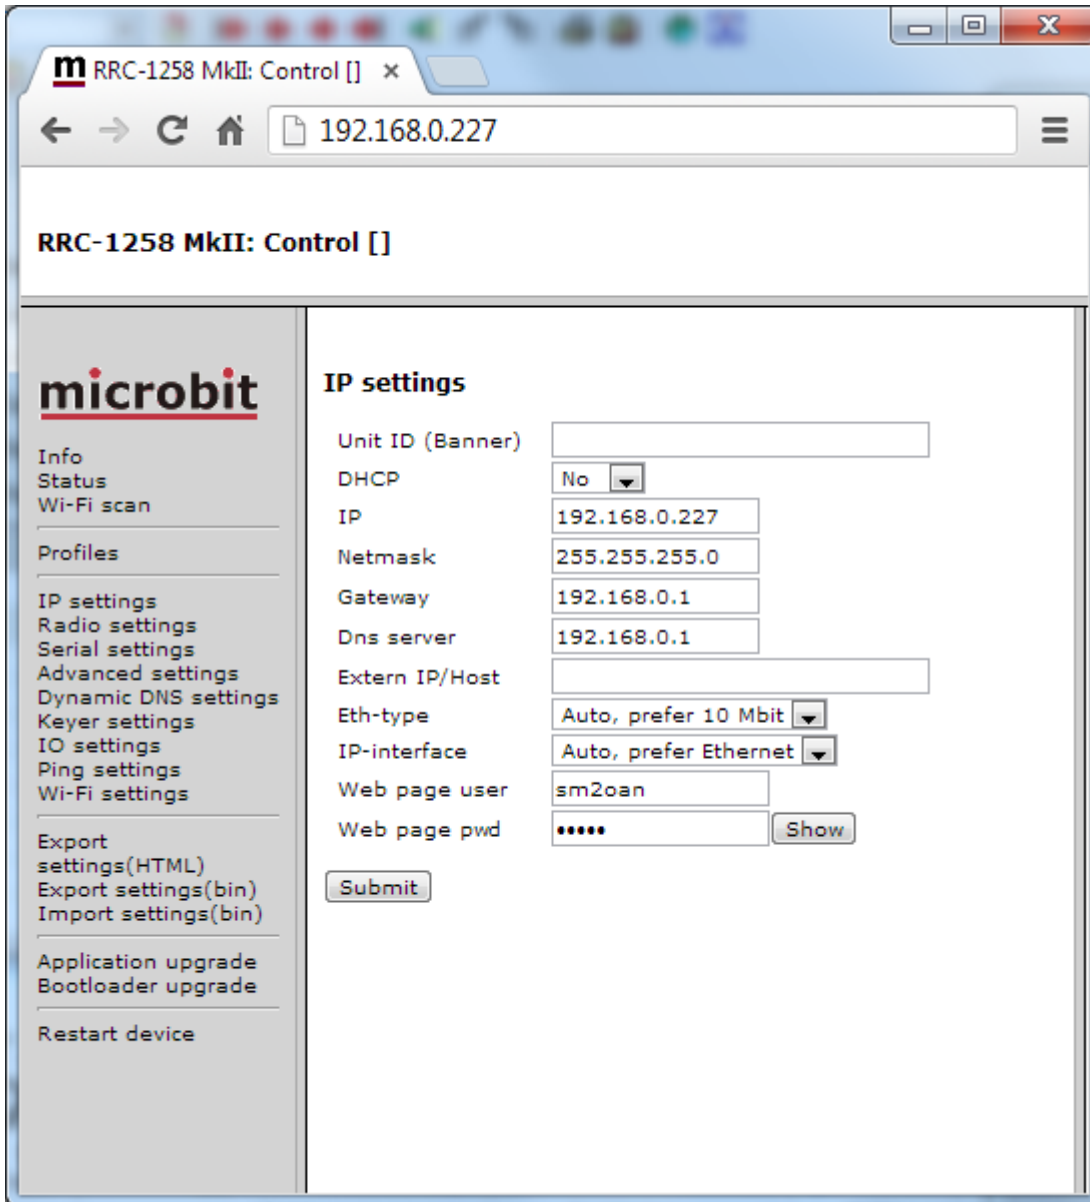 RRC-1258 MkII: Control []
192.168.0.227
RRC-1258 MkII: Control []
microbit
Info
Status
Wi-Fi scan
Profiles
IP settings
Radio settings
Serial settings
Advanced settings
Dynamic DNS settings
Keyer settings
IO settings
Ping settings
Wi-Fi settings
Export
settings(HTML)
Export settings(bin)
Import settings(bin)
Application upgrade
Bootloader upgrade
Restart device
IP settings
Unit ID (Banner)
DHCP No
IP 192.168.0.227
Netmask 255.255.255.0
Gateway 192.168.0.1
Dns server 192.168.0.1
Extern IP/Host
Eth-type Auto, prefer 10 Mbit
IP-interface Auto, prefer Ethernet
Web page user sm2oan
Web page pwd ••••• Show
Submit